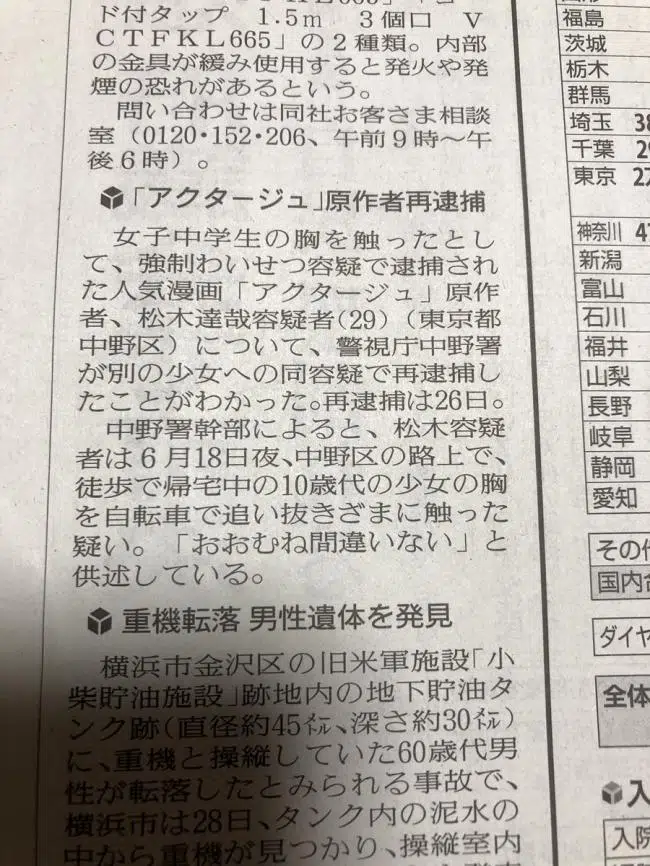 ド付タップ 1.5m 3個口 V
CTFKL665」の2種類。内部
の金具が緩み使用すると発火や発
煙の恐れがあるという。
問い合わせは同社お客さま相談
室(0120・152・206、午前9時〜午
後6時)。
「アクタージュ」原作者再逮捕
女子中学生の胸を触ったとし
て、強制わいせつ容疑で逮捕され
た人気漫画「アクタージュ」原作
者、松木達哉容疑者(29)(東京都
中野区)について、警視庁中野署
が別の少女への同容疑で再逮捕し
たことがわかった。再逮捕は26日。
中野署幹部によると、松木容疑
者は6月18日夜、中野区の路上で、
徒歩で帰宅中の10歳代の少女の胸
を自転車で追い抜きざまに触った
疑い。「おおむね間違いない」と
供述している。
重機転落 男性遺体を発見
横浜市金沢区の旧米軍施設「小
柴貯油施設」跡地内の地下貯油タ
ンク跡(直径約45㍍、深さ約30㍍)
に、重機と操縦していた60歳代男
性が転落したとみられる事故で、
横浜市は28日、タンク内の泥水の
中から重機が見つかり、操縦室内
福島
茨城
栃木
群馬
埼玉
千葉
東京
神奈川
新潟
富山
石川
福井
山梨
長野
岐阜
静岡
愛知
その
国内
ダイヤ
全体
入
入院